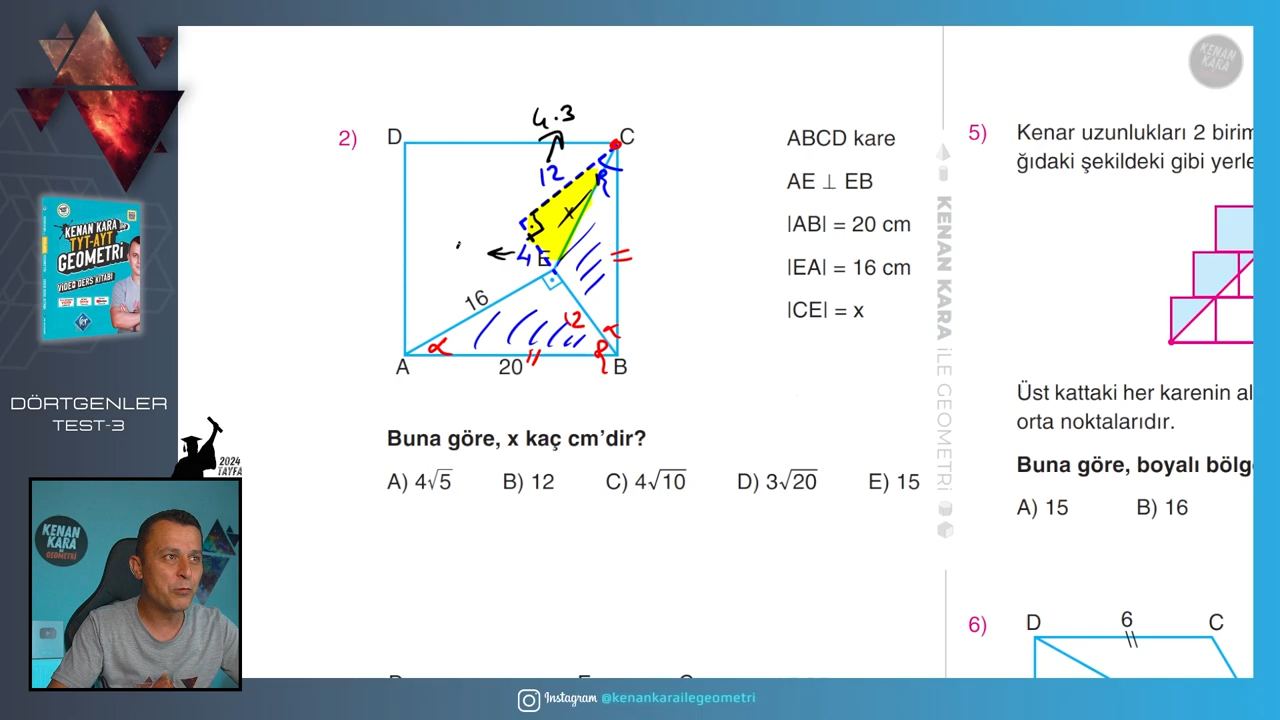 KENAN KARA
TYT-AYT
GEOMETRİ
VİDEO DERS KİTABI
DÖRTGENLER
TEST-3
2024
TAYFA
KENAN
KARA
GEOMETRİ
2)
D
C
4.3
12
x
4
E
16
12
α
α
A
20
B
ABCD kare
AE ⊥ EB
|ABI = 20 cm
|EAI = 16 cm
|CEI = x
Buna göre, x kaç cm’dir?
A) 4√5 B) 12 C) 4√10 D) 3√20 E) 15
KENAN KARA İLE GEOMETRİ
KENAN
KARA
5) Kenar uzunlukları 2 birim
ğıdaki şekildeki gibi yerle
Üst kattaki her karenin al
orta noktalarıdır.
Buna göre, boyalı bölg
A) 15 B) 16
6)
D 6 C
Instagram @kenankarailegeometri